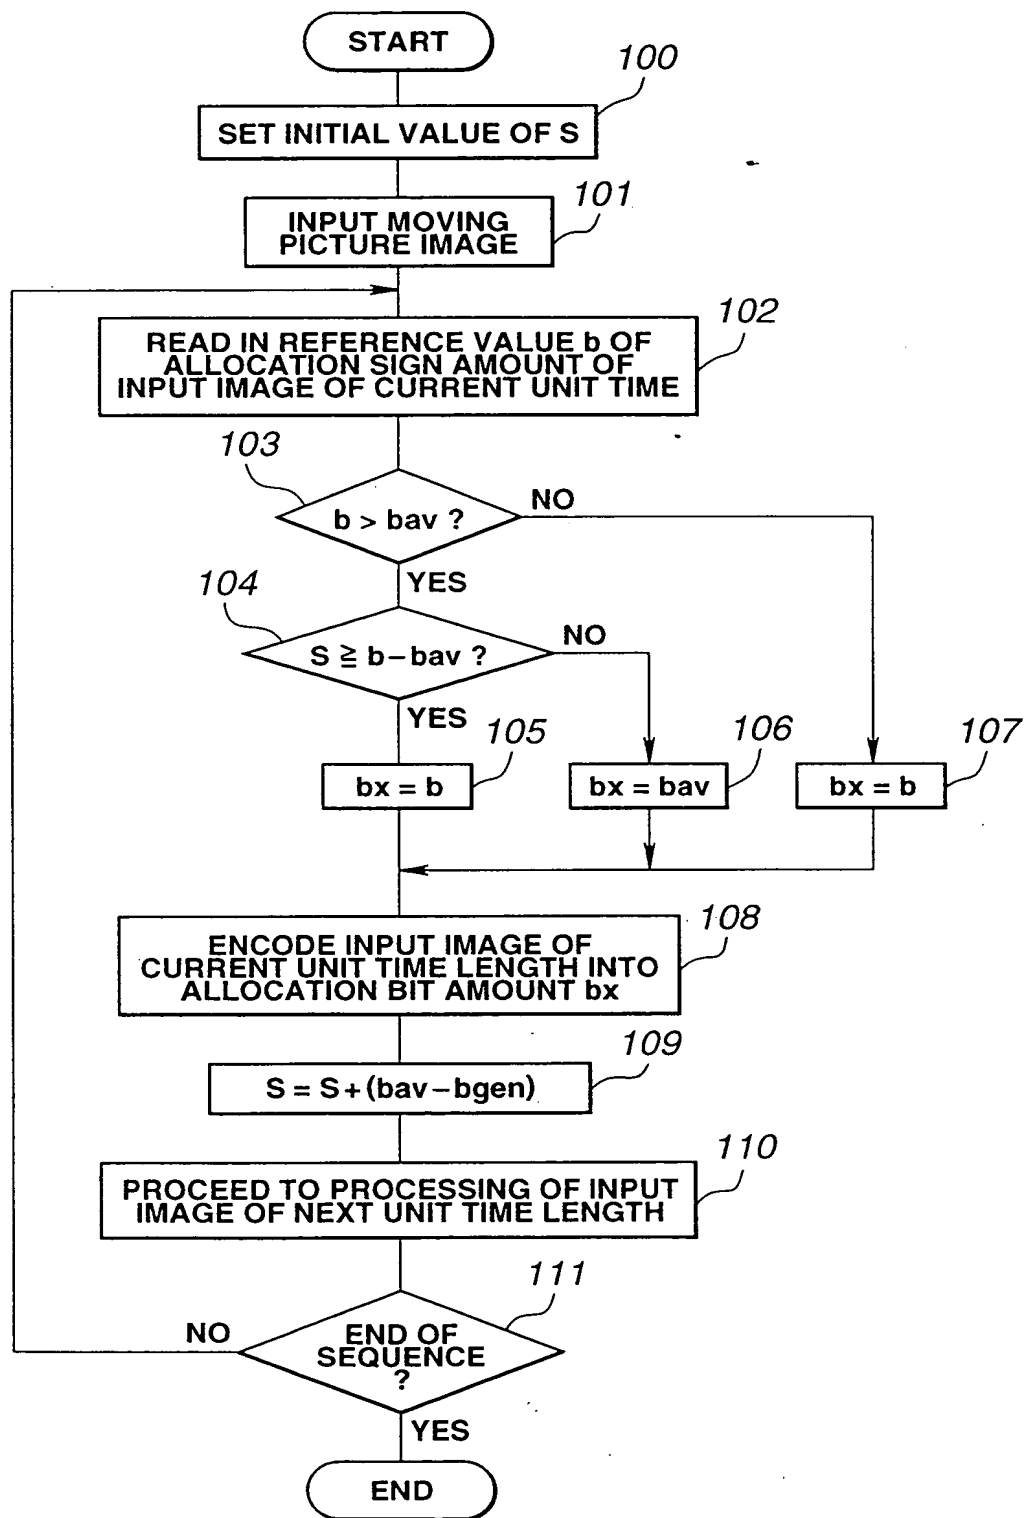 START
100
SET INITIAL VALUE OF S
101
INPUT MOVING
PICTURE IMAGE
102
READ IN REFERENCE VALUE b OF
ALLOCATION SIGN AMOUNT OF
INPUT IMAGE OF CURRENT UNIT TIME
103
b > bav ?
NO
YES
104
S ≧ b−bav ?
NO
YES
105
bx = b
106
bx = bav
107
bx = b
108
ENCODE INPUT IMAGE OF
CURRENT UNIT TIME LENGTH INTO
ALLOCATION BIT AMOUNT bx
109
S = S+(bav−bgen)
110
PROCEED TO PROCESSING OF INPUT
IMAGE OF NEXT UNIT TIME LENGTH
111
NO
END OF
SEQUENCE
?
YES
END